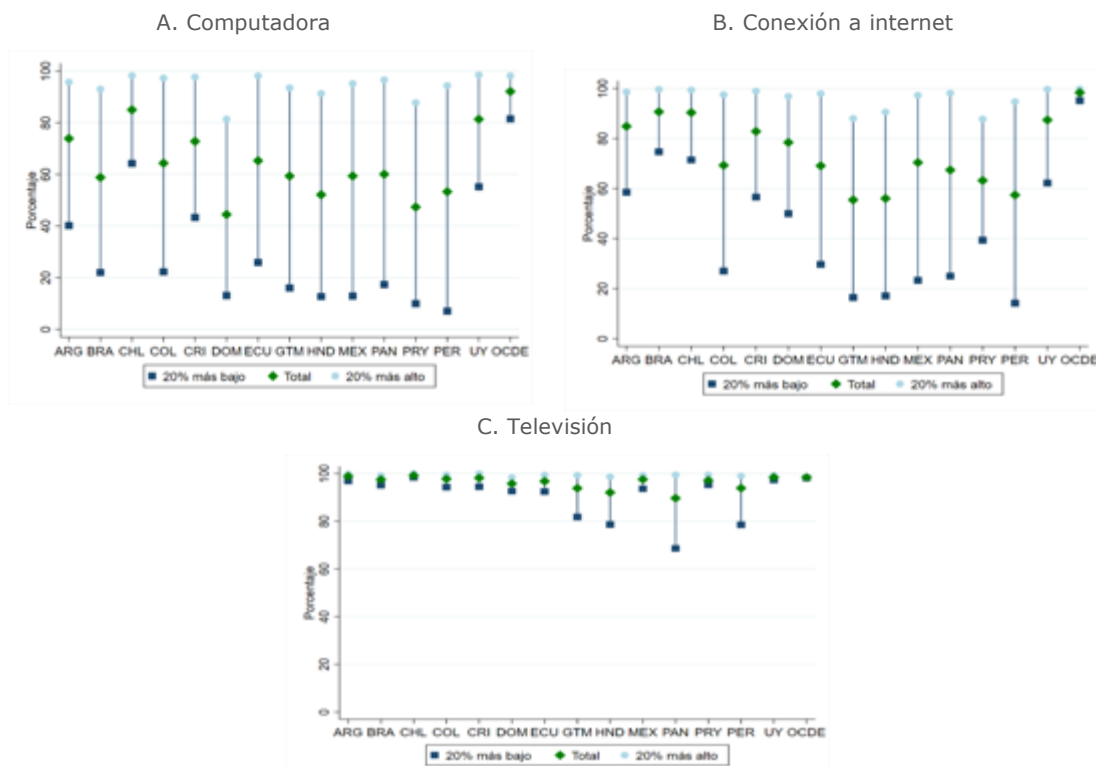 A. Computadora
100
80
60
40
20
0
Porcentaje
ARG BRA CHL COL CRI DOM ECU GTM HND MEX PAN PRY PER UY OCDE
20% más bajo Total 20% más alto
B. Conexión a internet
100
80
60
40
20
0
Porcentaje
ARG BRA CHL COL CRI DOM ECU GTM HND MEX PAN PRY PER UY OCDE
20% más bajo Total 20% más alto
C. Televisión
100
80
60
40
20
0
Porcentaje
ARG BRA CHL COL CRI DOM ECU GTM HND MEX PAN PRY PER UY OCDE
20% más bajo Total 20% más alto